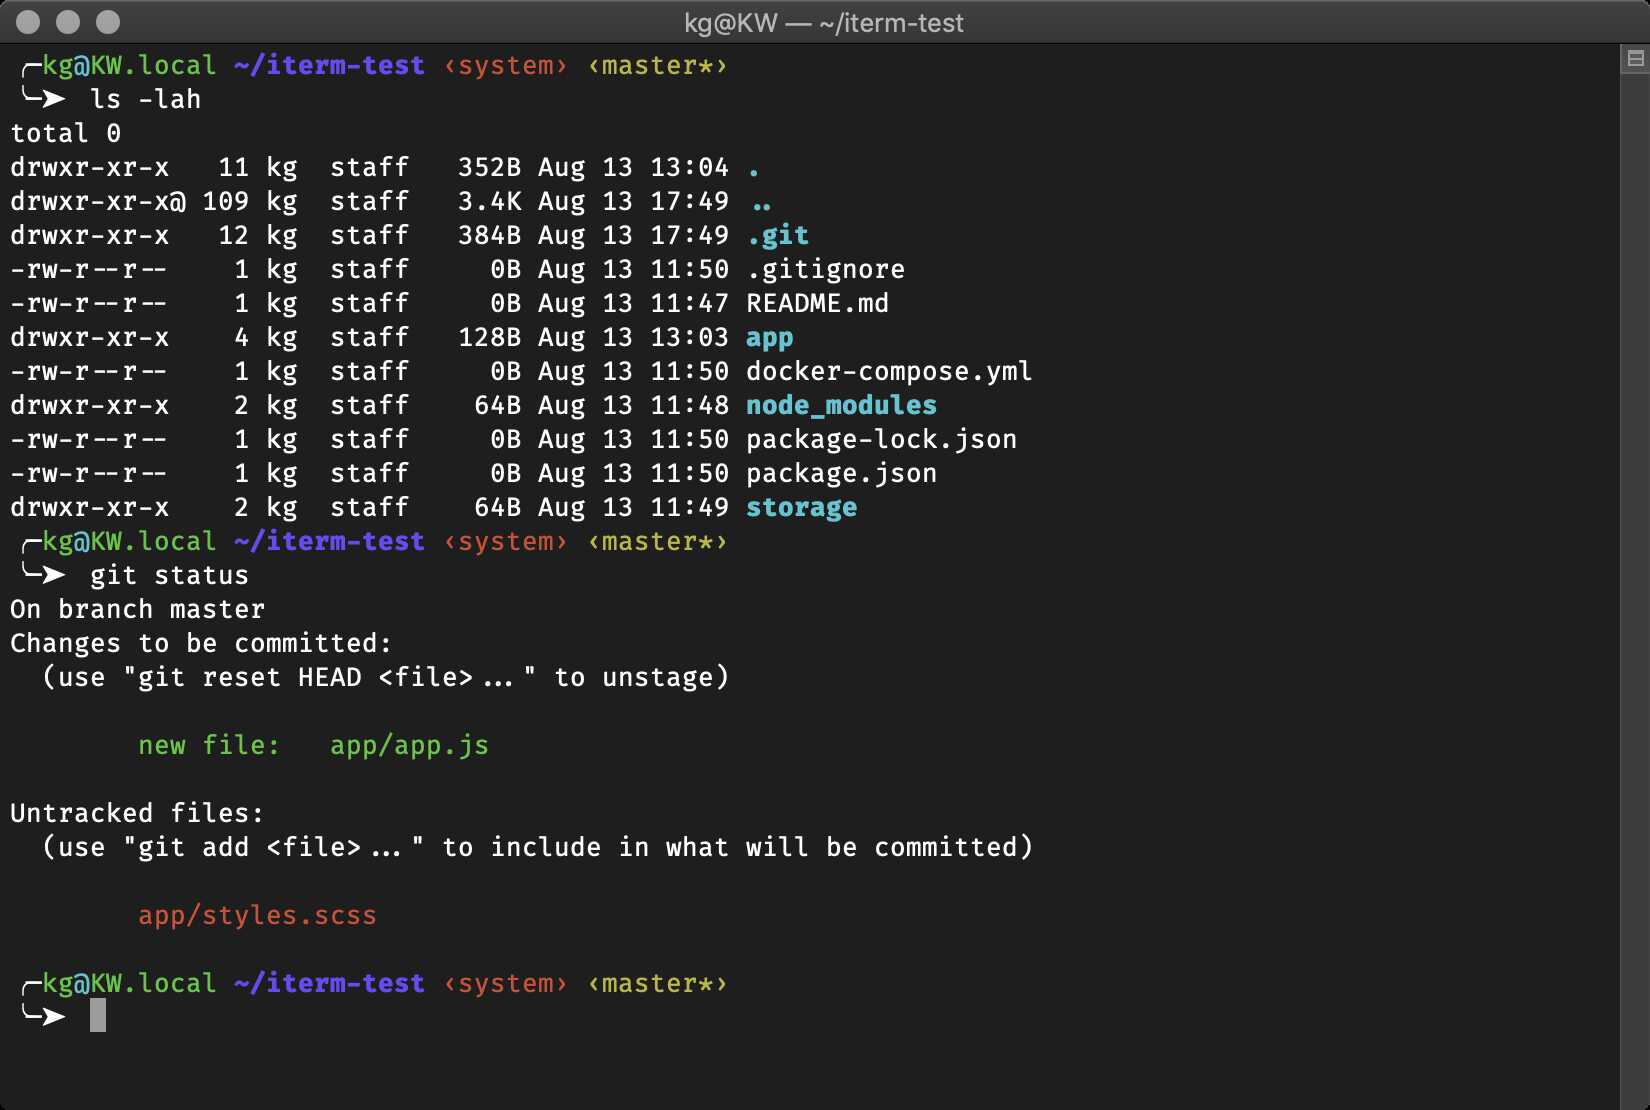 kg@KW — ~/iterm-test
╭─kg@KW.local ~/iterm-test ‹system› ‹master*›
╰─➤  ls -lah
total 0
drwxr-xr-x   11 kg  staff   352B Aug 13 13:04 .
drwxr-xr-x@ 109 kg  staff   3.4K Aug 13 17:49 ..
drwxr-xr-x   12 kg  staff   384B Aug 13 17:49 .git
-rw-r--r--    1 kg  staff     0B Aug 13 11:50 .gitignore
-rw-r--r--    1 kg  staff     0B Aug 13 11:47 README.md
drwxr-xr-x    4 kg  staff   128B Aug 13 13:03 app
-rw-r--r--    1 kg  staff     0B Aug 13 11:50 docker-compose.yml
drwxr-xr-x    2 kg  staff    64B Aug 13 11:48 node_modules
-rw-r--r--    1 kg  staff     0B Aug 13 11:50 package-lock.json
-rw-r--r--    1 kg  staff     0B Aug 13 11:50 package.json
drwxr-xr-x    2 kg  staff    64B Aug 13 11:49 storage
╭─kg@KW.local ~/iterm-test ‹system› ‹master*›
╰─➤  git status
On branch master
Changes to be committed:
  (use "git reset HEAD <file>..." to unstage)
        new file:   app/app.js
Untracked files:
  (use "git add <file>..." to include in what will be committed)
        app/styles.scss
╭─kg@KW.local ~/iterm-test ‹system› ‹master*›
╰─➤